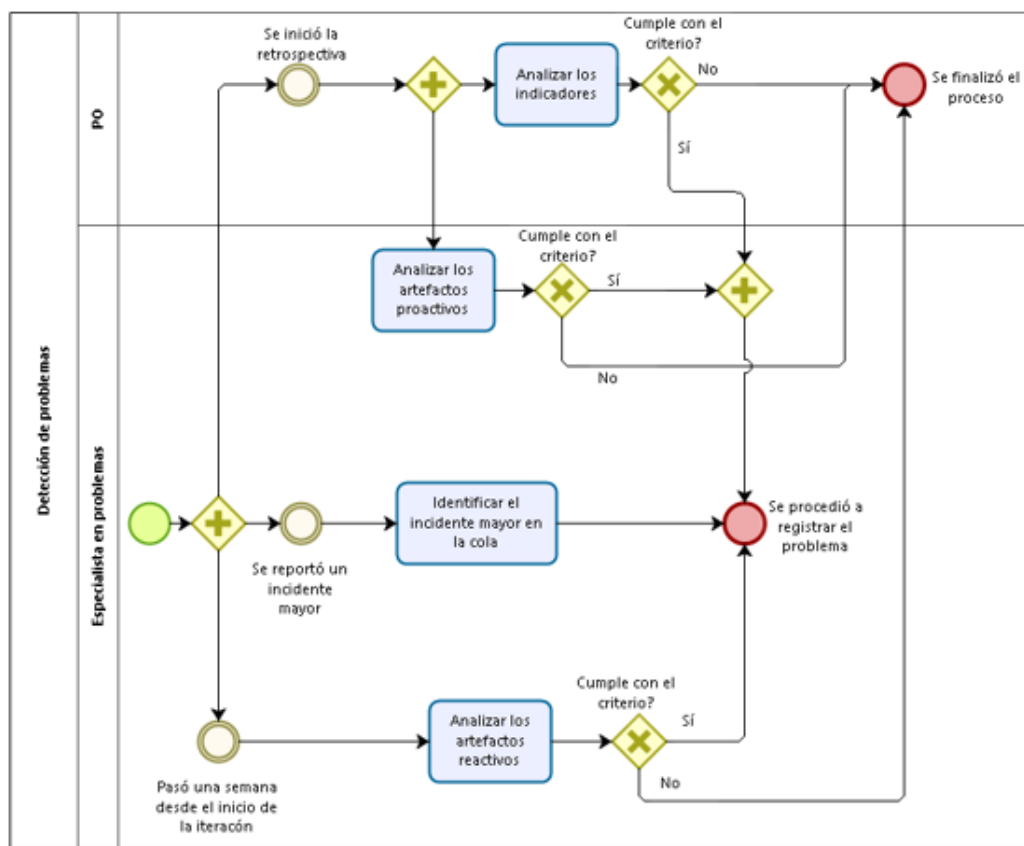 Detección de problemas
PO
Se inició la
retrospectiva
Analizar los
indicadores
Cumple con el
criterio?
No
Sí
Se finalizó el
proceso
Especialista en problemas
Analizar los
artefactos
proactivos
Cumple con el
criterio?
Sí
No
Se reportó un
incidente
mayor
Identificar el
incidente mayor en
la cola
Se procedió a
registrar el
problema
Pasó una semana
desde el inicio de
la iteracón
Analizar los
artefactos
reactivos
Cumple con el
criterio?
Sí
No